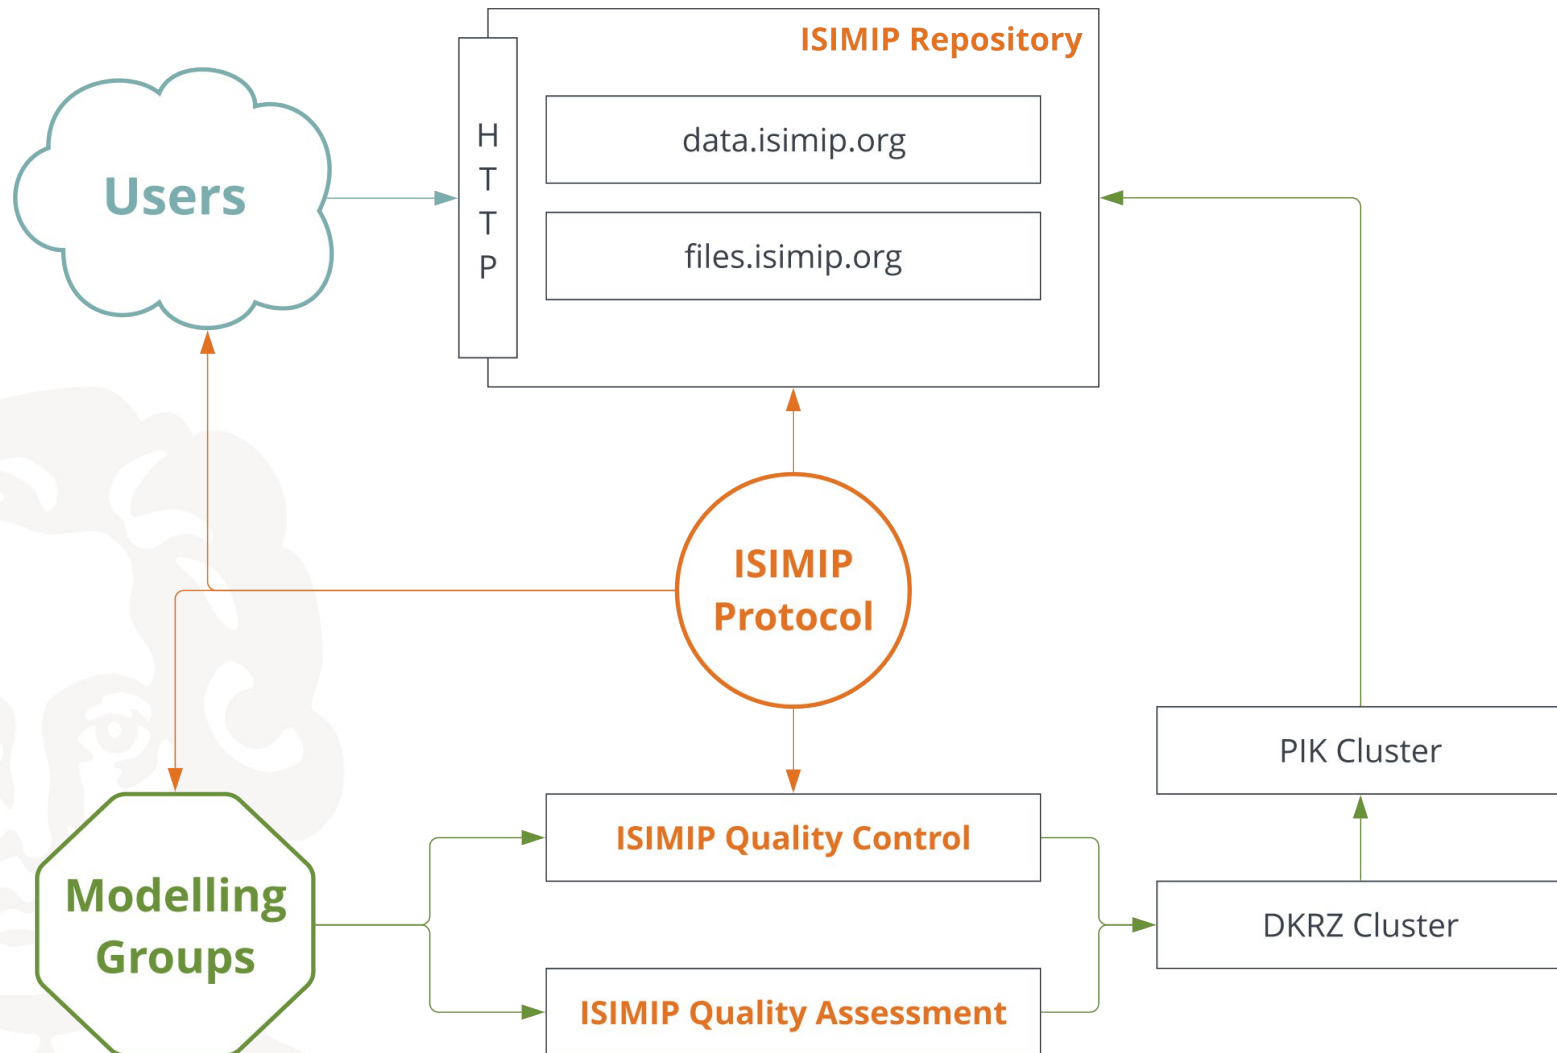 ISIMIP Repository
H
T
T
P
data.isimip.org
files.isimip.org
Users
ISIMIP
Protocol
PIK Cluster
ISIMIP Quality Control
Modelling
Groups
DKRZ Cluster
ISIMIP Quality Assessment